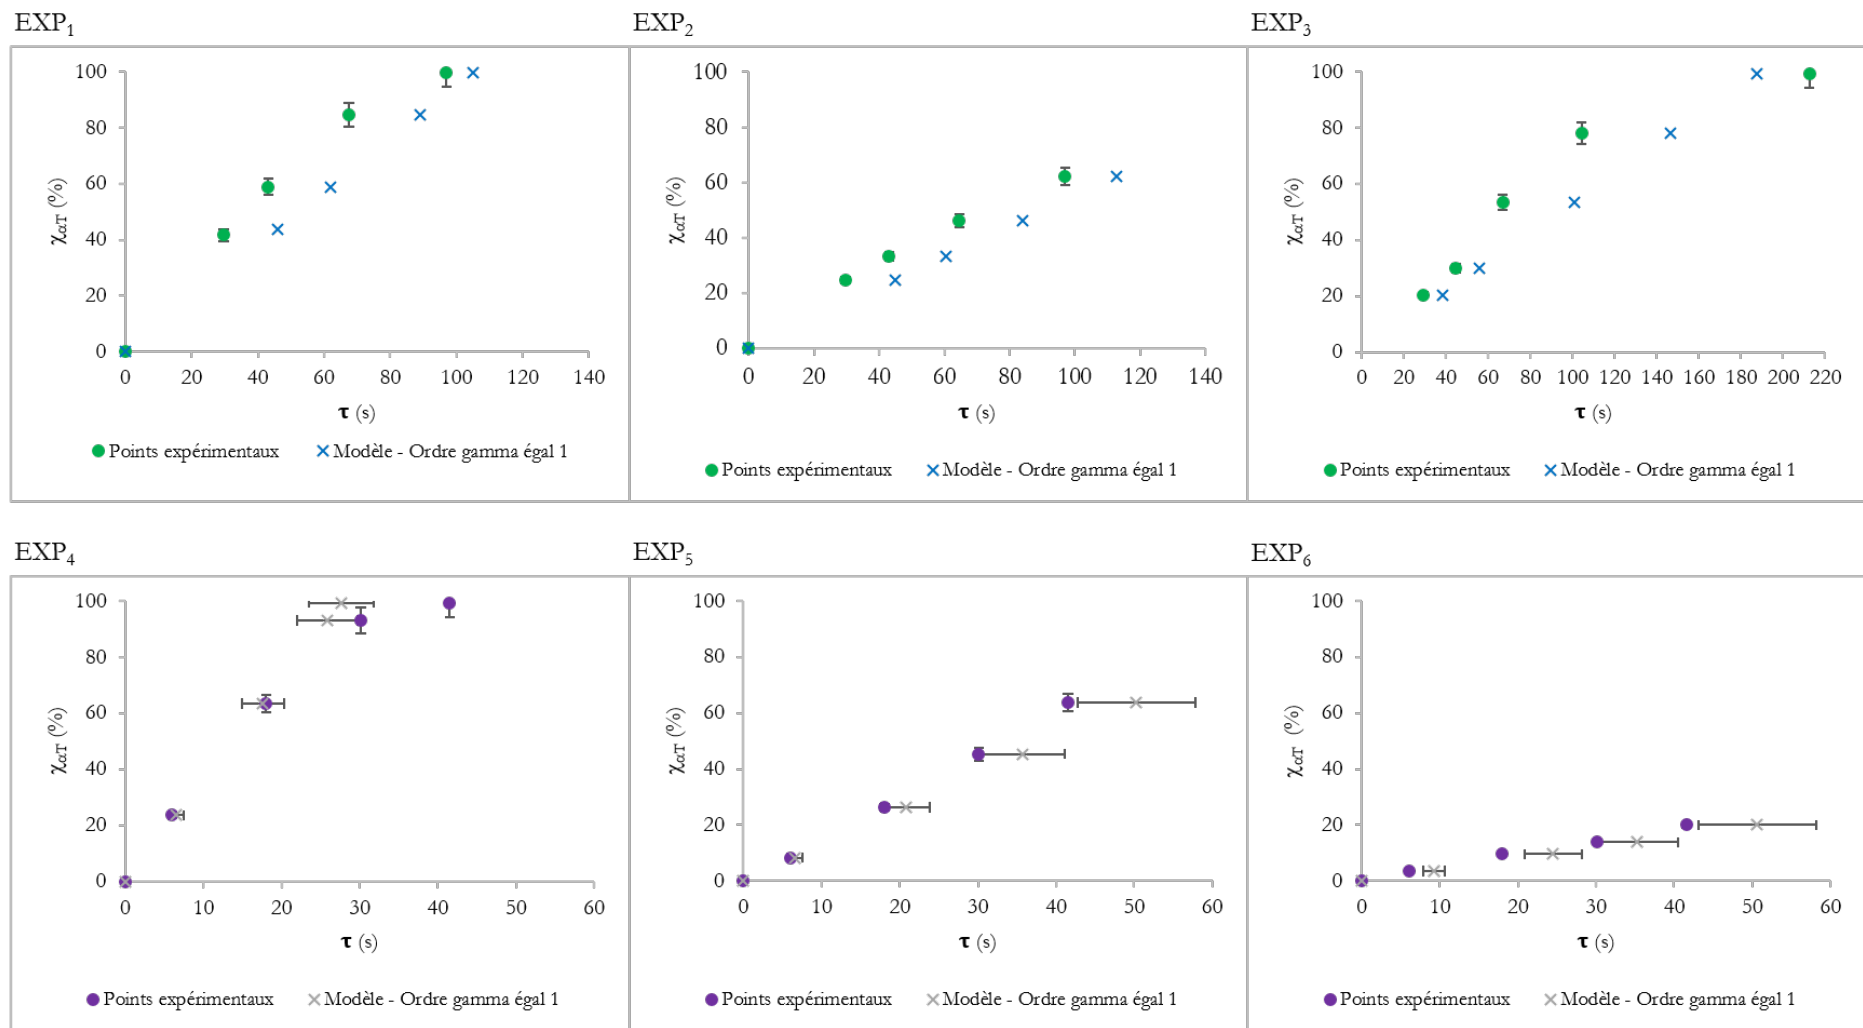 EXP₁
100
80
60
40
20
0
χαT (%)
0 20 40 60 80 100 120 140
τ (s)
Points expérimentaux Modèle - Ordre gamma égal 1
EXP₂
100
80
60
40
20
0
χαT (%)
0 20 40 60 80 100 120 140
τ (s)
Points expérimentaux Modèle - Ordre gamma égal 1
EXP₃
100
80
60
40
20
0
χαT (%)
0 20 40 60 80 100 120 140 160 180 200 220
τ (s)
Points expérimentaux Modèle - Ordre gamma égal 1
EXP₄
100
80
60
40
20
0
χαT (%)
0 10 20 30 40 50 60
τ (s)
Points expérimentaux Modèle - Ordre gamma égal 1
EXP₅
100
80
60
40
20
0
χαT (%)
0 10 20 30 40 50 60
τ (s)
Points expérimentaux Modèle - Ordre gamma égal 1
EXP₆
100
80
60
40
20
0
χαT (%)
0 10 20 30 40 50 60
τ (s)
Points expérimentaux Modèle - Ordre gamma égal 1